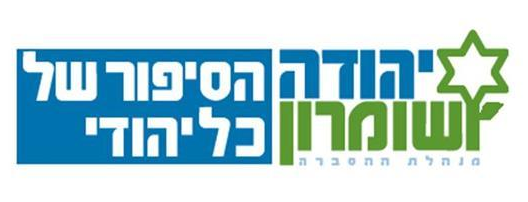 יהודה
ושומרון
מנהלת ההסברה
הסיפור של
כל יהודי